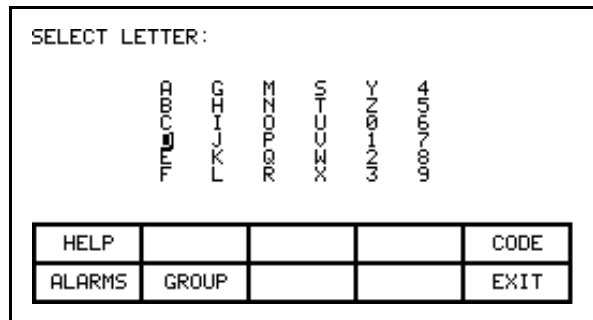 SELECT LETTER:
A G M S Y 4
B H N T Z 5
C I O U 0 6
D J P V 1 7
E K Q W 2 8
F L R X 3 9
HELP CODE
ALARMS GROUP EXIT